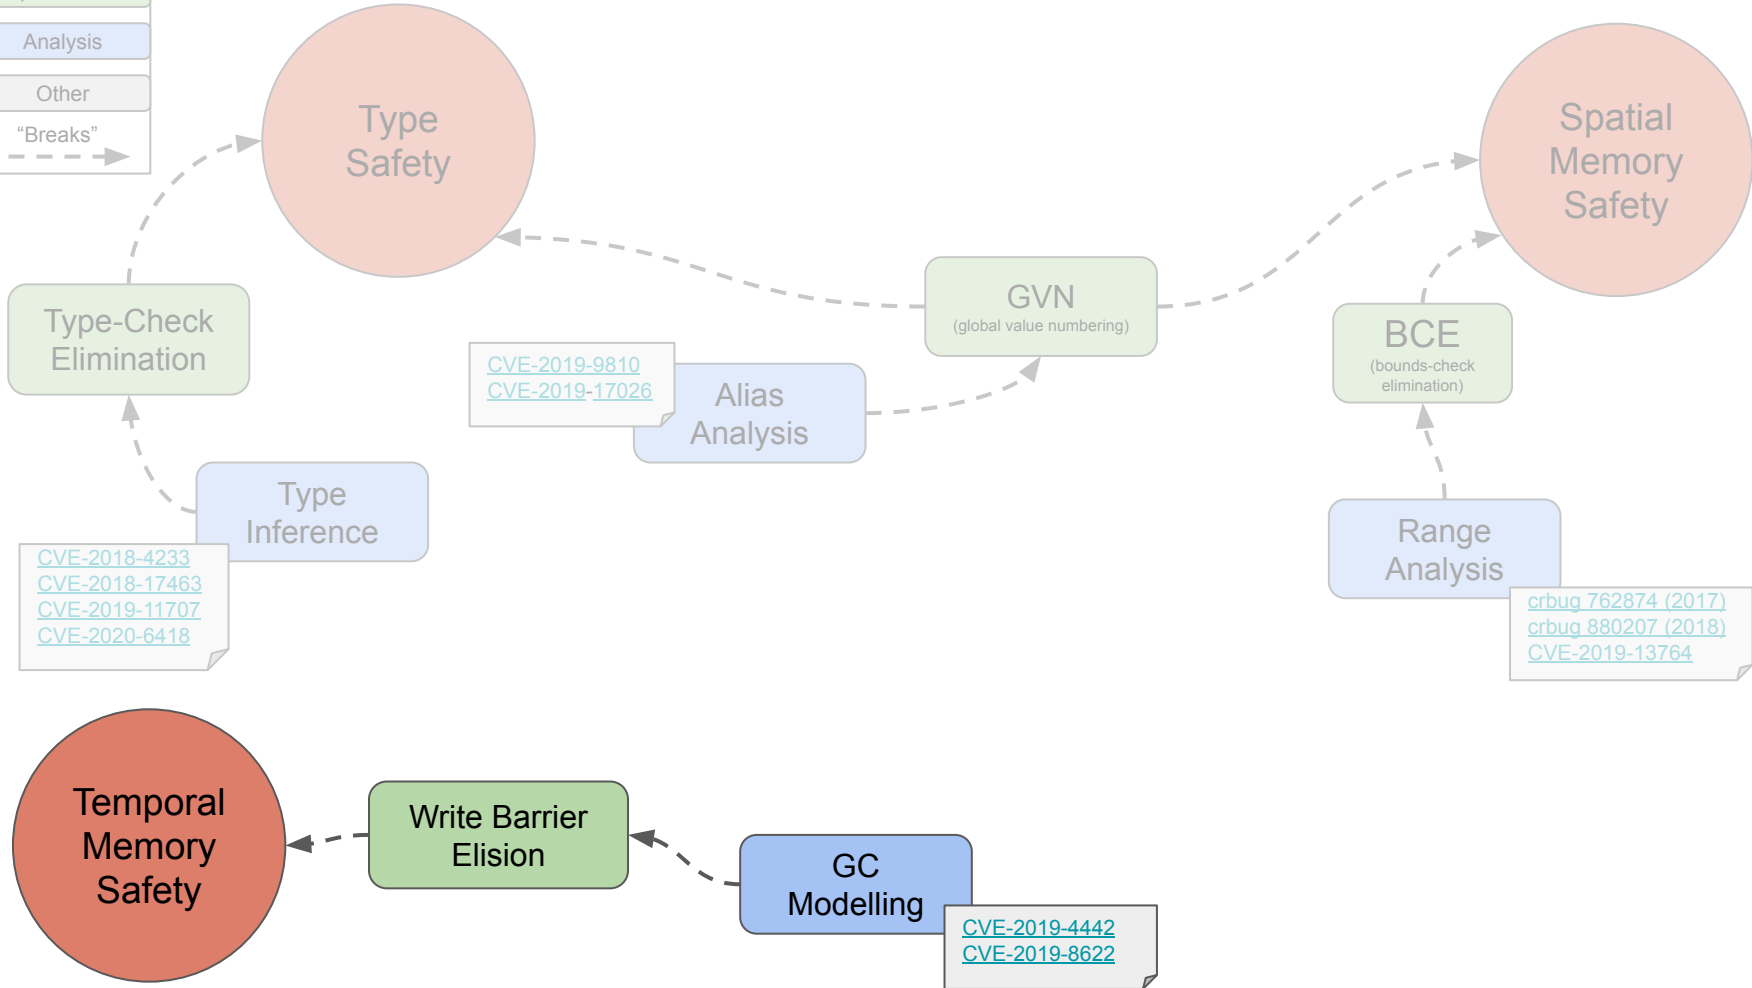 Analysis
Other
“Breaks”
Type
Safety
Spatial
Memory
Safety
Type-Check
Elimination
GVN
(global value numbering)
BCE
(bounds-check
elimination)
CVE-2019-9810
CVE-2019-17026
Alias
Analysis
Type
Inference
CVE-2018-4233
CVE-2018-17463
CVE-2019-11707
CVE-2020-6418
Range
Analysis
crbug 762874 (2017)
crbug 880207 (2018)
CVE-2019-13764
Temporal
Memory
Safety
Write Barrier
Elision
GC
Modelling
CVE-2019-4442
CVE-2019-8622